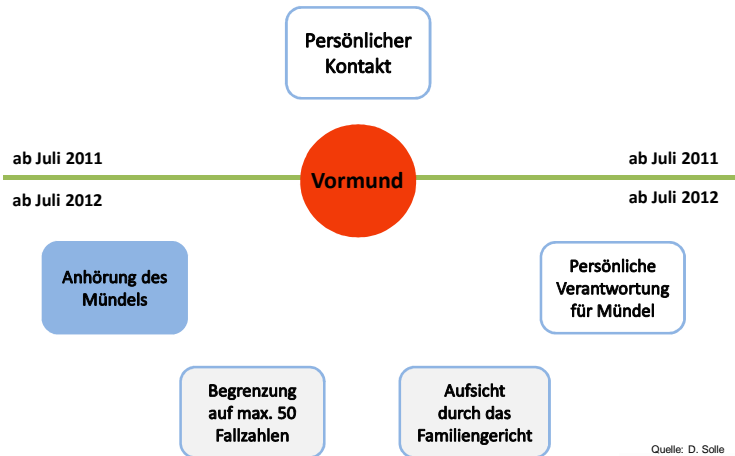 Persönlicher
Kontakt
ab Juli 2011
ab Juli 2011
Vormund
ab Juli 2012
ab Juli 2012
Anhörung des
Mündels
Persönliche
Verantwortung
für Mündel
Begrenzung
auf max. 50
Fallzahlen
Aufsicht
durch das
Familiengericht
Quelle: D. Solle